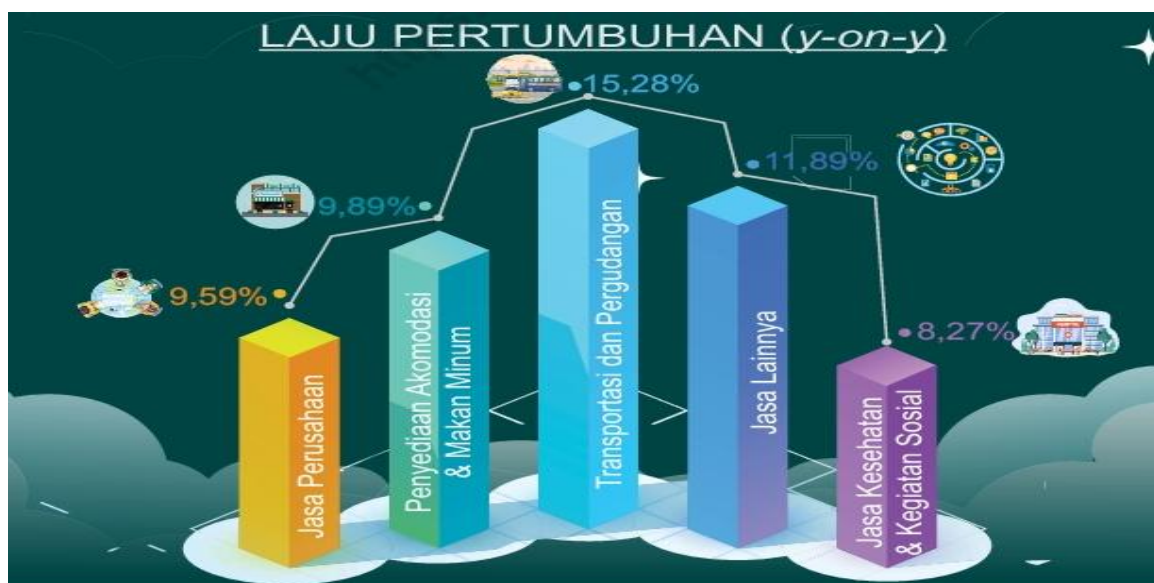 LAJU PERTUMBUHAN (y-on-y)
15,28%
11,89%
9,89%
9,59%
8,27%
Jasa Perusahaan
Penyediaan Akomodasi
& Makan Minum
Transportasi dan Pergudangan
Jasa Lainnya
Jasa Kesehatan
& Kegiatan Sosial